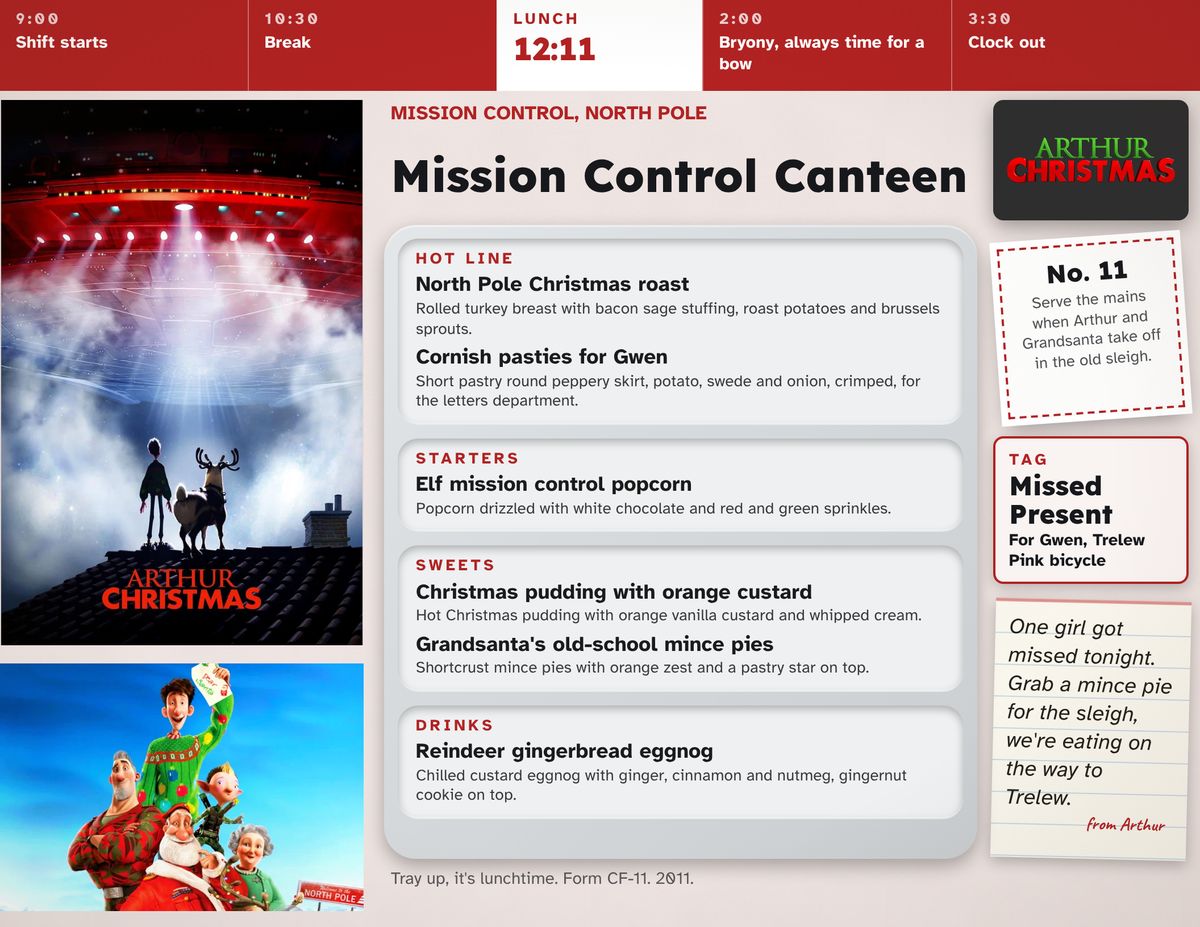 9:00
Shift starts
10:30
Break
LUNCH
12:11
2:00
Bryony, always time for a
bow
3:30
Clock out
ARTHUR
CHRISTMAS
Dear
Santa
Welcome to the
NORTH POLE
MISSION CONTROL, NORTH POLE
Mission Control Canteen
HOT LINE
North Pole Christmas roast
Rolled turkey breast with bacon sage stuffing, roast potatoes and brussels
sprouts.
Cornish pasties for Gwen
Short pastry round peppery skirt, potato, swede and onion, crimped, for
the letters department.
STARTERS
Elf mission control popcorn
Popcorn drizzled with white chocolate and red and green sprinkles.
SWEETS
Christmas pudding with orange custard
Hot Christmas pudding with orange vanilla custard and whipped cream.
Grandsanta's old-school mince pies
Shortcrust mince pies with orange zest and a pastry star on top.
DRINKS
Reindeer gingerbread eggnog
Chilled custard eggnog with ginger, cinnamon and nutmeg, gingernut
cookie on top.
Tray up, it's lunchtime. Form CF-11. 2011.
ARTHUR
CHRISTMAS
No. 11
Serve the mains
when Arthur and
Grandsanta take off
in the old sleigh.
TAG
Missed
Present
For Gwen, Trelew
Pink bicycle
One girl got
missed tonight.
Grab a mince pie
for the sleigh,
we're eating on
the way to
Trelew.
from Arthur